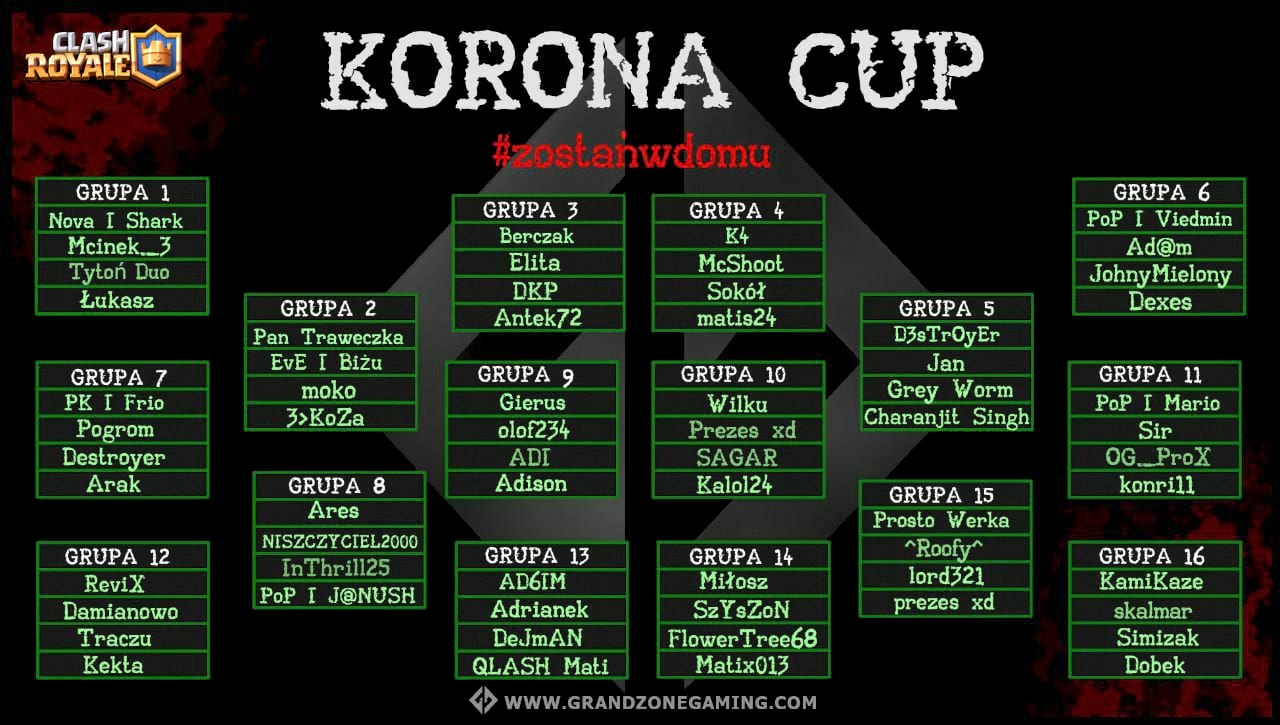 CLASH
ROYALE
KORONA CUP
#zostańwdomu
GRUPA 1
Nova I Shark
Mcinek_3
Tytoń Duo
Łukasz
GRUPA 2
Pan Traweczka
EvE I Biżu
moko
3>KoZa
GRUPA 3
Berczak
Elita
DKP
Antek72
GRUPA 4
K4
McShoot
Sokół
matis24
GRUPA 5
D3sTrOyEr
Jan
Grey Worm
Charanjit Singh
GRUPA 6
PoP I Viedmin
Ad@m
JohnyMielony
Dexes
GRUPA 7
PK I Frio
Pogrom
Destroyer
Arak
GRUPA 8
Ares
NISZCZYCIEL2000
InThrill25
PoP I J@NUSH
GRUPA 9
Gierus
olof234
ADI
Adison
GRUPA 10
Wilku
Prezes xd
SAGAR
Kalol24
GRUPA 11
PoP I Mario
Sir
OG_ProX
konri11
GRUPA 12
ReviX
Damianowo
Traczu
Kekta
GRUPA 13
AD6IM
Adrianek
DeJmAN
QLASH Mati
GRUPA 14
Miłosz
SzYsZoN
FlowerTree68
Matix013
GRUPA 15
Prosto Werka
^Roofy^
lord321
prezes xd
GRUPA 16
KamiKaze
skalmar
Simizak
Dobek
WWW.GRANDZONEGAMING.COM